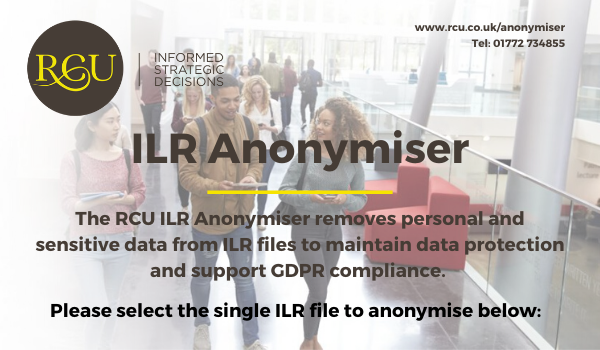 www.rcu.co.uk/anonymiser
Tel: 01772 734855
RCU
INFORMED
STRATEGIC
DECISIONS
ILR Anonymiser
The RCU ILR Anonymiser removes personal and
sensitive data from ILR files to maintain data protection
and support GDPR compliance.
Please select the single ILR file to anonymise below: